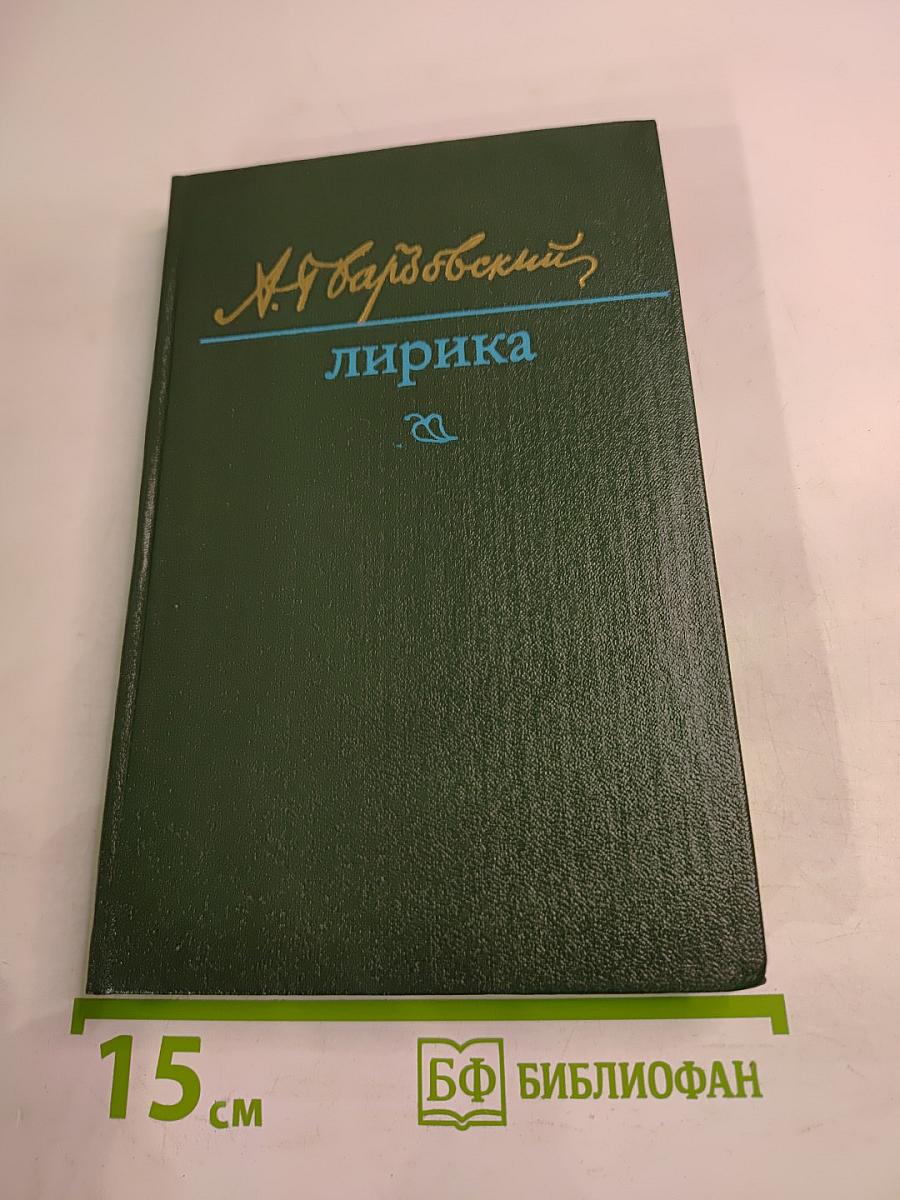 А. Твардовский
лирика
15 см
БФ БИБЛИОФАН